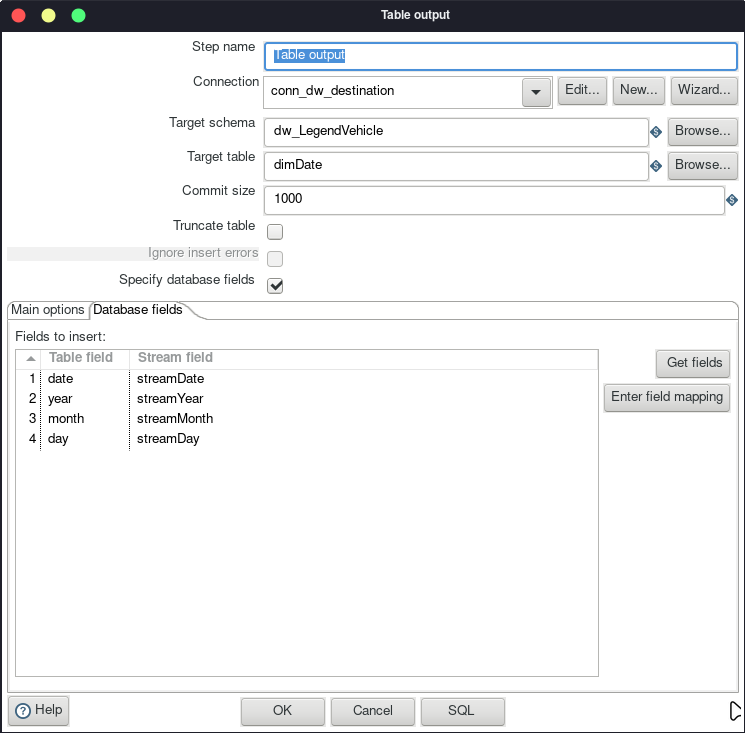 Table output
Step name Table output
Connection conn_dw_destination Edit... New... Wizard...
Target schema dw_LegendVehicle Browse...
Target table dimDate Browse...
Commit size 1000
Truncate table
Ignore insert errors
Specify database fields
Main options Database fields
Fields to insert:
Table field Stream field Get fields
1 date streamDate
2 year streamYear Enter field mapping
3 month streamMonth
4 day streamDay
Help OK Cancel SQL